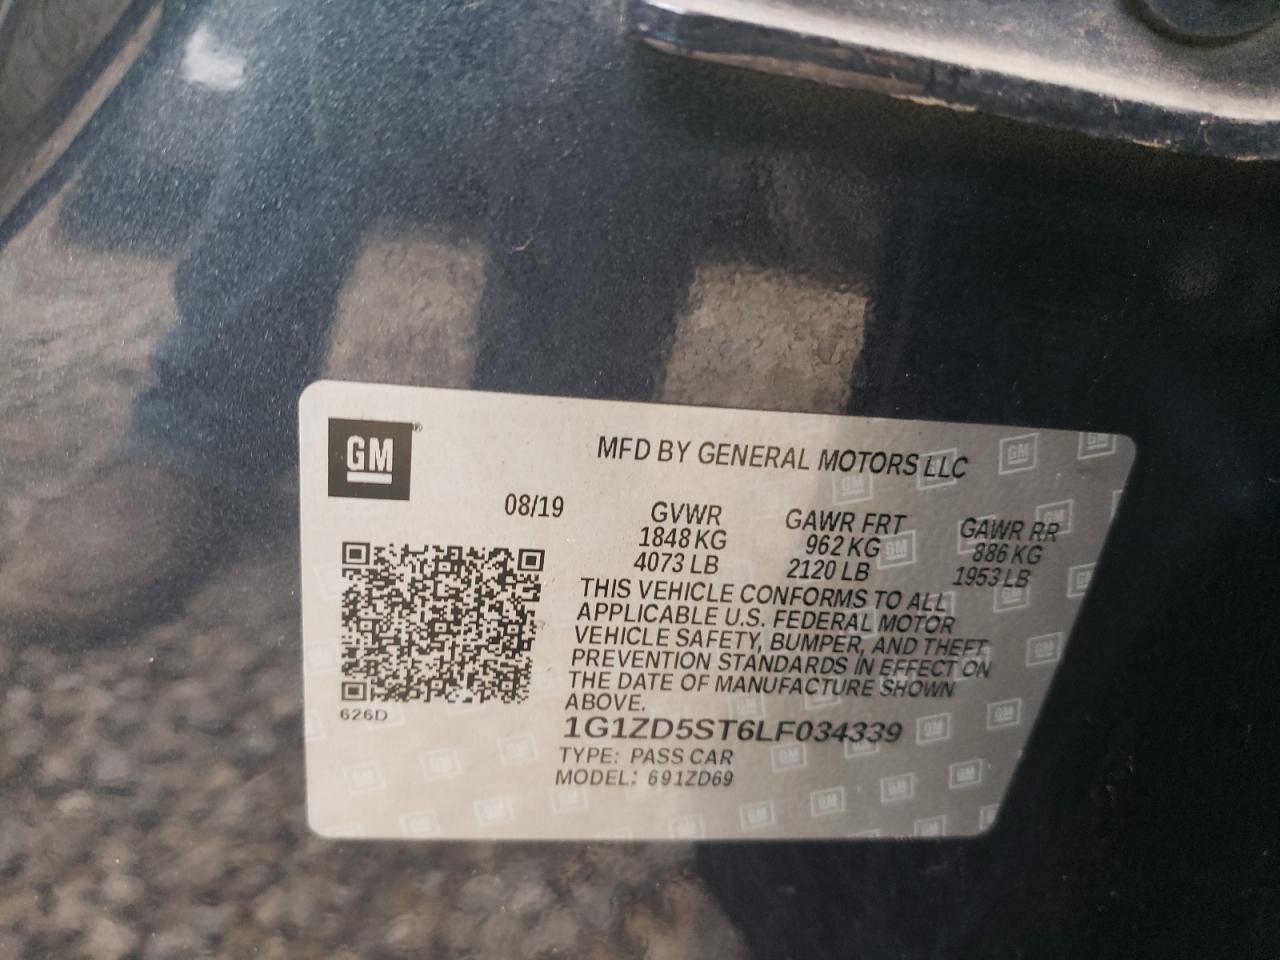 GM
MFD BY GENERAL MOTORS LLC
08/19 GVWR GAWR FRT GAWR RR
1848 KG 962 KG 886 KG
4073 LB 2120 LB 1953 LB
THIS VEHICLE CONFORMS TO ALL
APPLICABLE U.S. FEDERAL MOTOR
VEHICLE SAFETY, BUMPER, AND THEFT
PREVENTION STANDARDS IN EFFECT ON
THE DATE OF MANUFACTURE SHOWN
ABOVE.
626D
1G1ZD5ST6LF034339
TYPE: PASS CAR
MODEL: 691ZD69